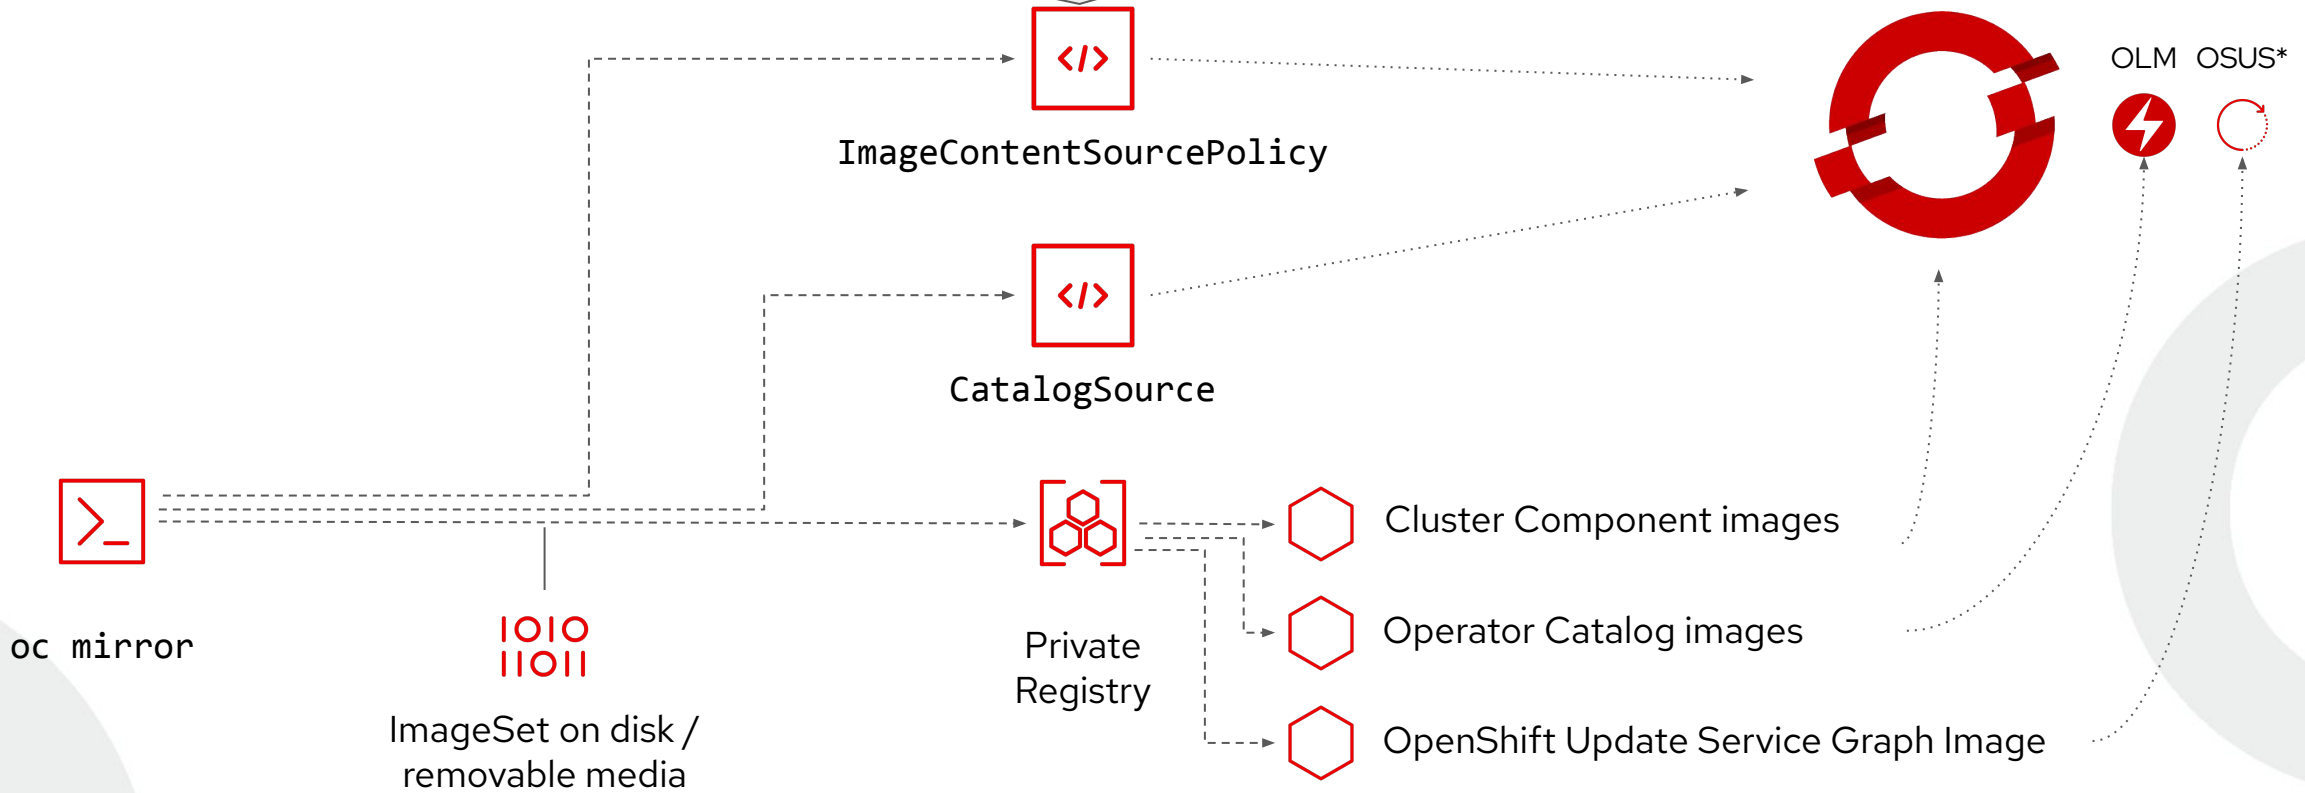 OLM OSUS*
ImageContentSourcePolicy
CatalogSource
oc mirror
ImageSet on disk /
removable media
Private
Registry
Cluster Component images
Operator Catalog images
OpenShift Update Service Graph Image